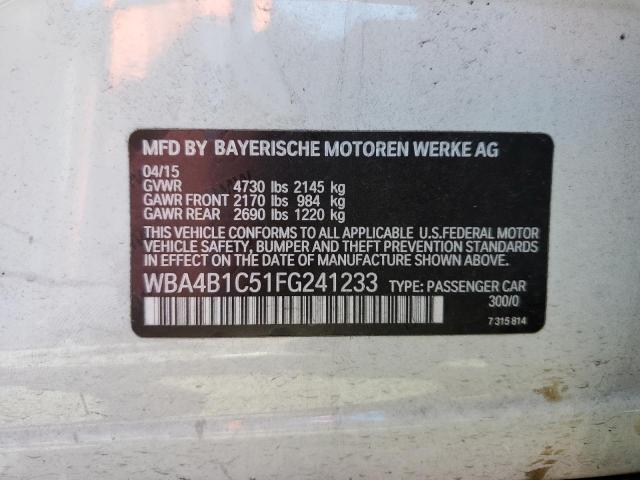 MFD BY BAYERISCHE MOTOREN WERKE AG
04/15
GVWR 4730 lbs 2145 kg
GAWR FRONT 2170 lbs 984 kg
GAWR REAR 2690 lbs 1220 kg
THIS VEHICLE CONFORMS TO ALL APPLICABLE U.S.FEDERAL MOTOR
VEHICLE SAFETY, BUMPER AND THEFT PREVENTION STANDARDS
IN EFFECT ON THE DATE OF MANUFACTURE SHOWN ABOVE.
WBA4B1C51FG241233 TYPE: PASSENGER CAR
300/0
7 315 814